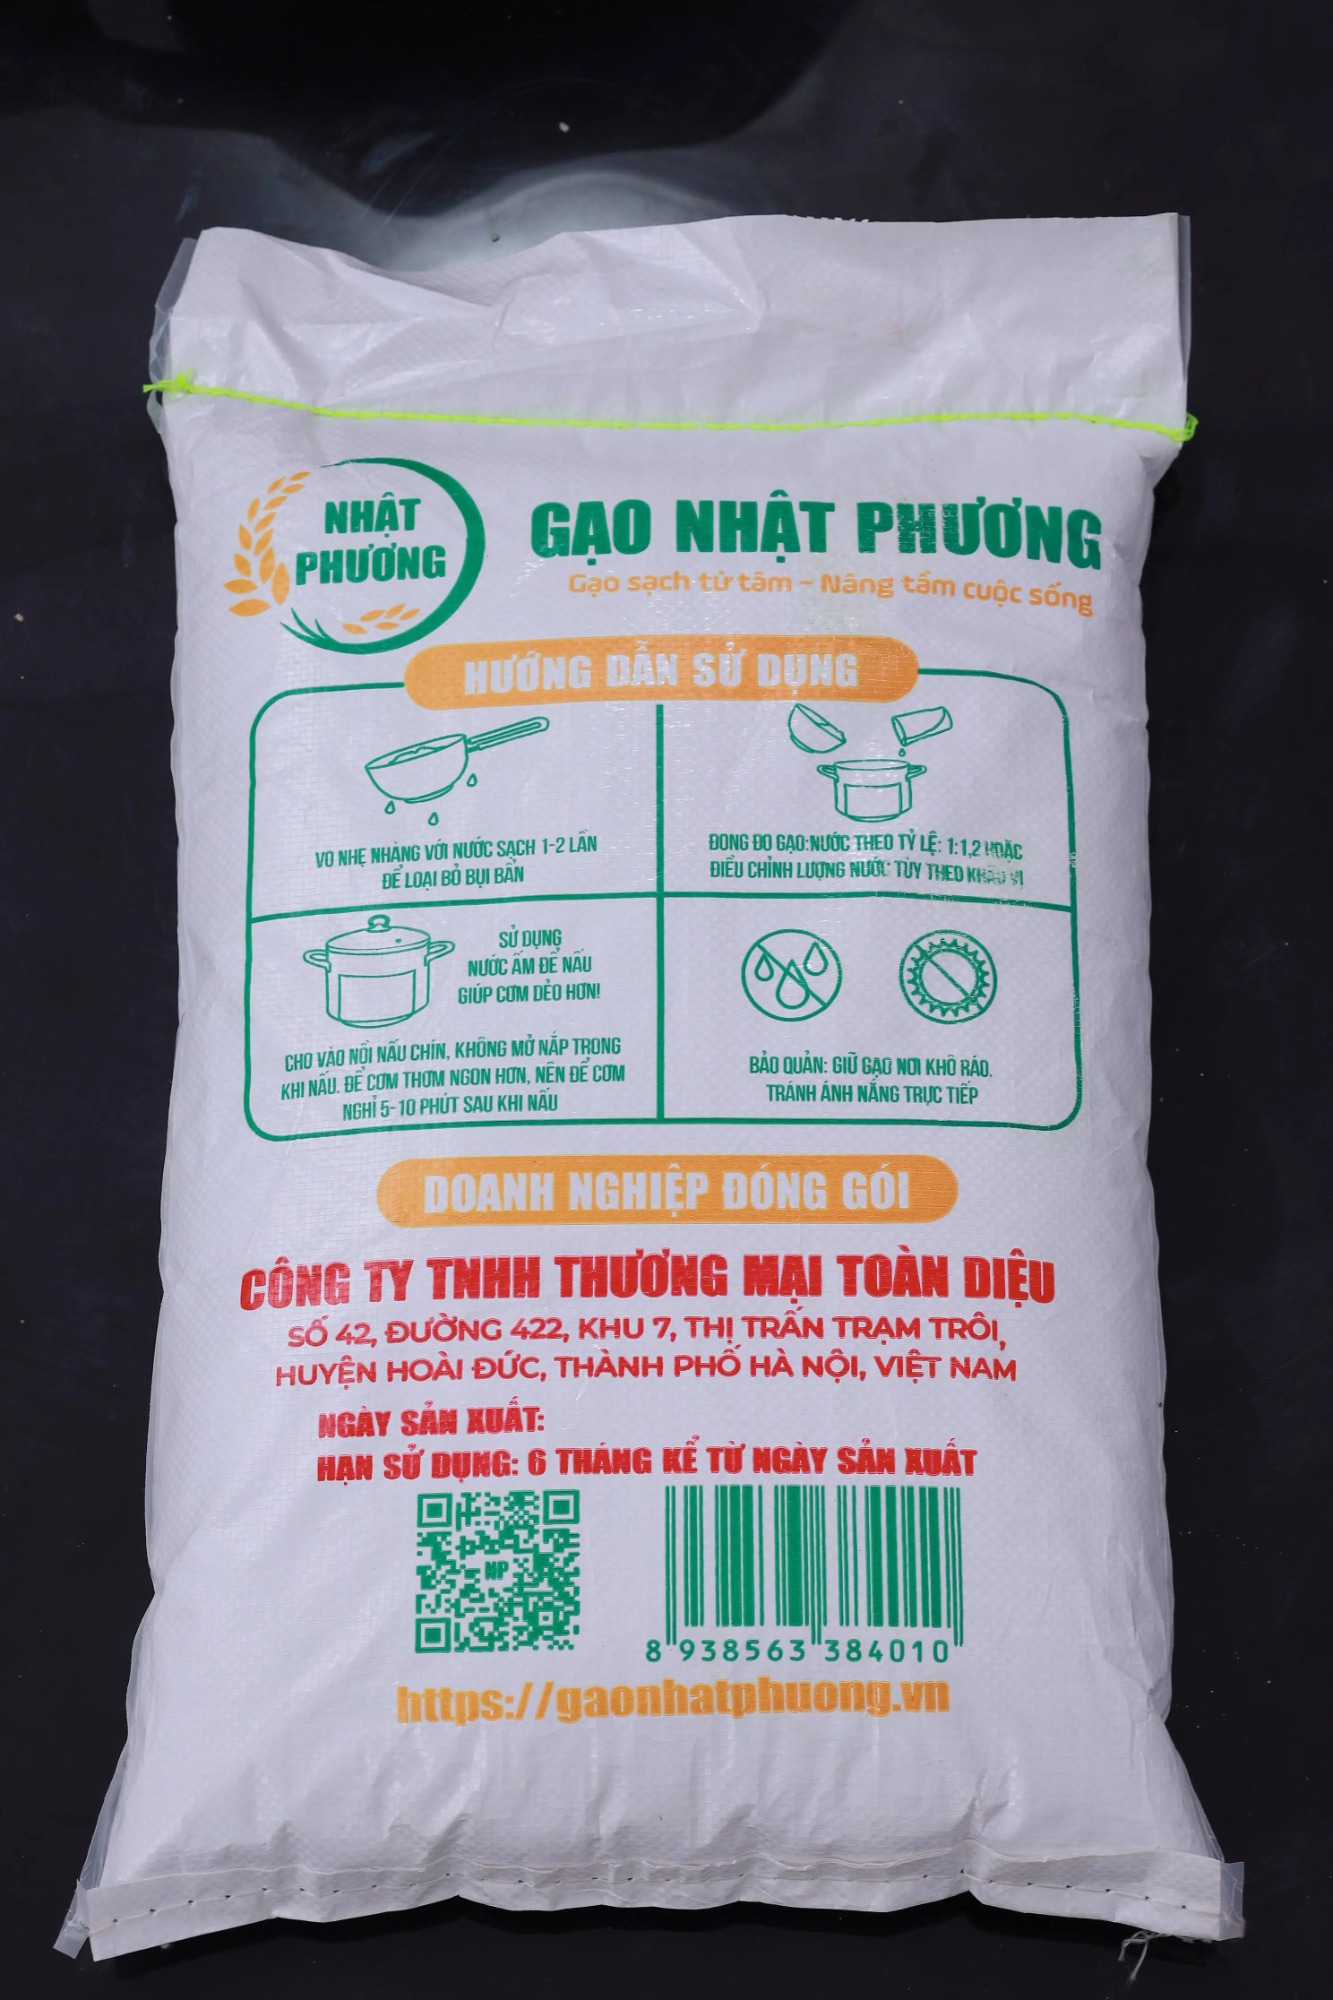 NHẬT
PHƯƠNG
GẠO NHẬT PHƯƠNG
Gạo sạch từ tâm - Nâng tầm cuộc sống
HƯỚNG DẪN SỬ DỤNG
VO NHẸ NHÀNG VỚI NƯỚC SẠCH 1-2 LẦN
ĐỂ LOẠI BỎ BỤI BẨN
ĐONG ĐO GẠO:NƯỚC THEO TỶ LỆ: 1:1,2 HOẶC
ĐIỀU CHỈNH LƯỢNG NƯỚC TÙY THEO KHẨU VỊ
SỬ DỤNG
NƯỚC ẤM ĐỂ NẤU
GIÚP CƠM DẺO HƠN!
CHO VÀO NỒI NẤU CHÍN, KHÔNG MỞ NẮP TRONG
KHI NẤU. ĐỂ CƠM THƠM NGON HƠN, NÊN ĐỂ CƠM
NGHỈ 5-10 PHÚT SAU KHI NẤU
BẢO QUẢN: GIỮ GẠO NƠI KHÔ RÁO,
TRÁNH ÁNH NẮNG TRỰC TIẾP
DOANH NGHIỆP ĐÓNG GÓI
CÔNG TY TNHH THƯƠNG MẠI TOÀN DIỆU
SỐ 42, ĐƯỜNG 422, KHU 7, THỊ TRẤN TRẠM TRÔI,
HUYỆN HOÀI ĐỨC, THÀNH PHỐ HÀ NỘI, VIỆT NAM
NGÀY SẢN XUẤT:
HẠN SỬ DỤNG: 6 THÁNG KỂ TỪ NGÀY SẢN XUẤT
NP
8 938563 384010
https://gaonhatphuong.vn